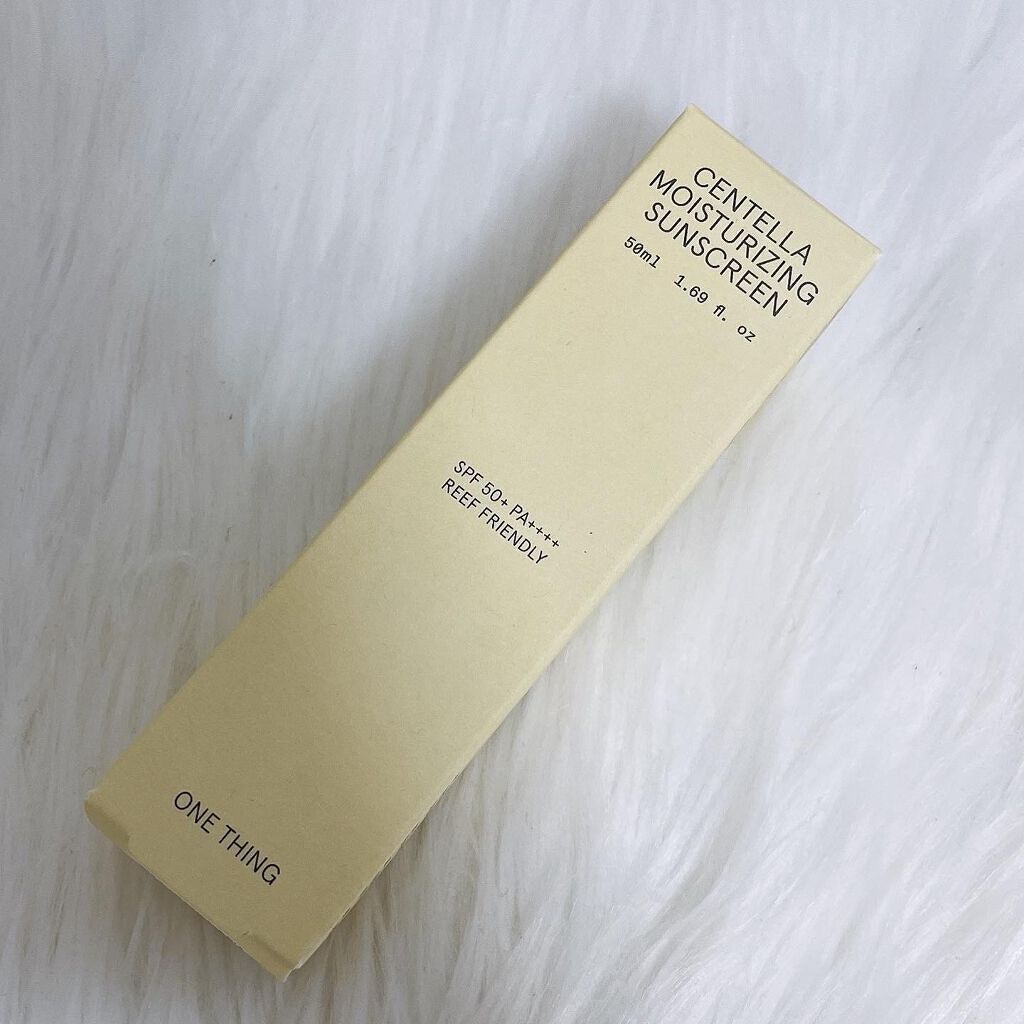 CENTELLA
MOISTURIZING
SUNSCREEN
50ml 1.69 fl. oz
SPF 50+ PA++++
REEF FRIENDLY
ONE THING